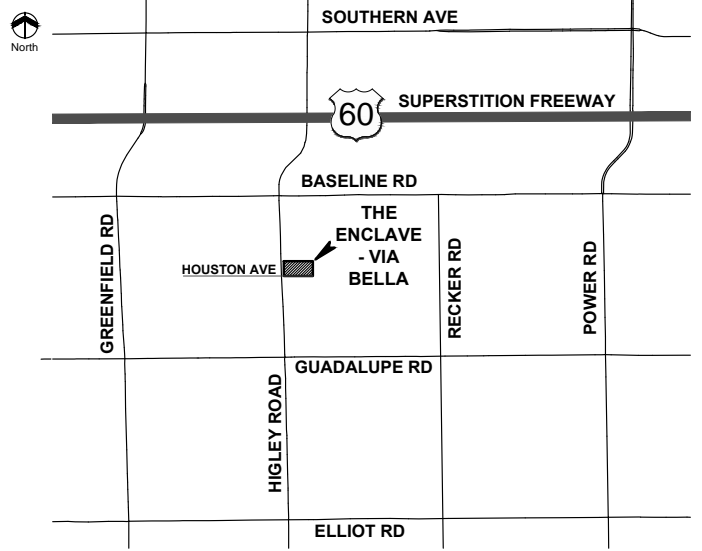 SOUTHERN AVE
North
SUPERSTITION FREEWAY
60
BASELINE RD
THE
ENCLAVE
- VIA
BELLA
HOUSTON AVE
GREENFIELD RD
RECKER RD
POWER RD
GUADALUPE RD
HIGLEY ROAD
ELLIOT RD